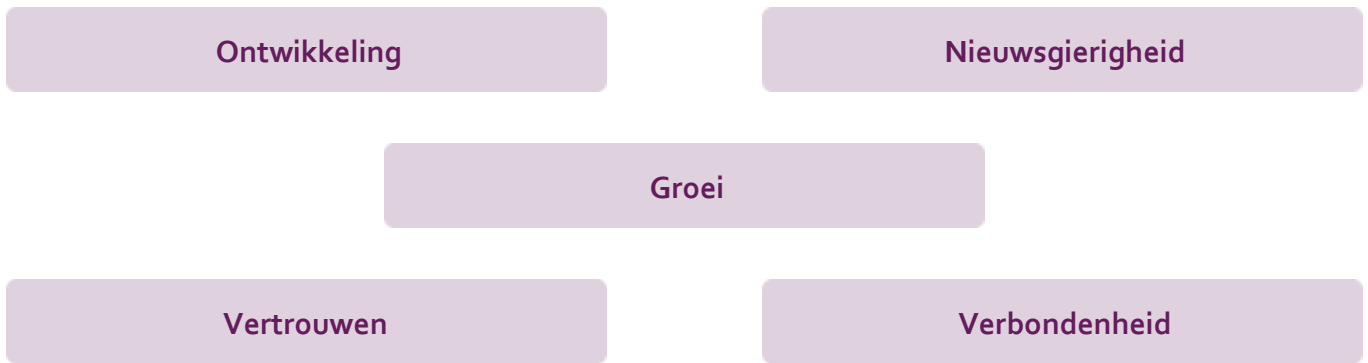 Ontwikkeling
Nieuwsgierigheid
Groei
Vertrouwen
Verbondenheid